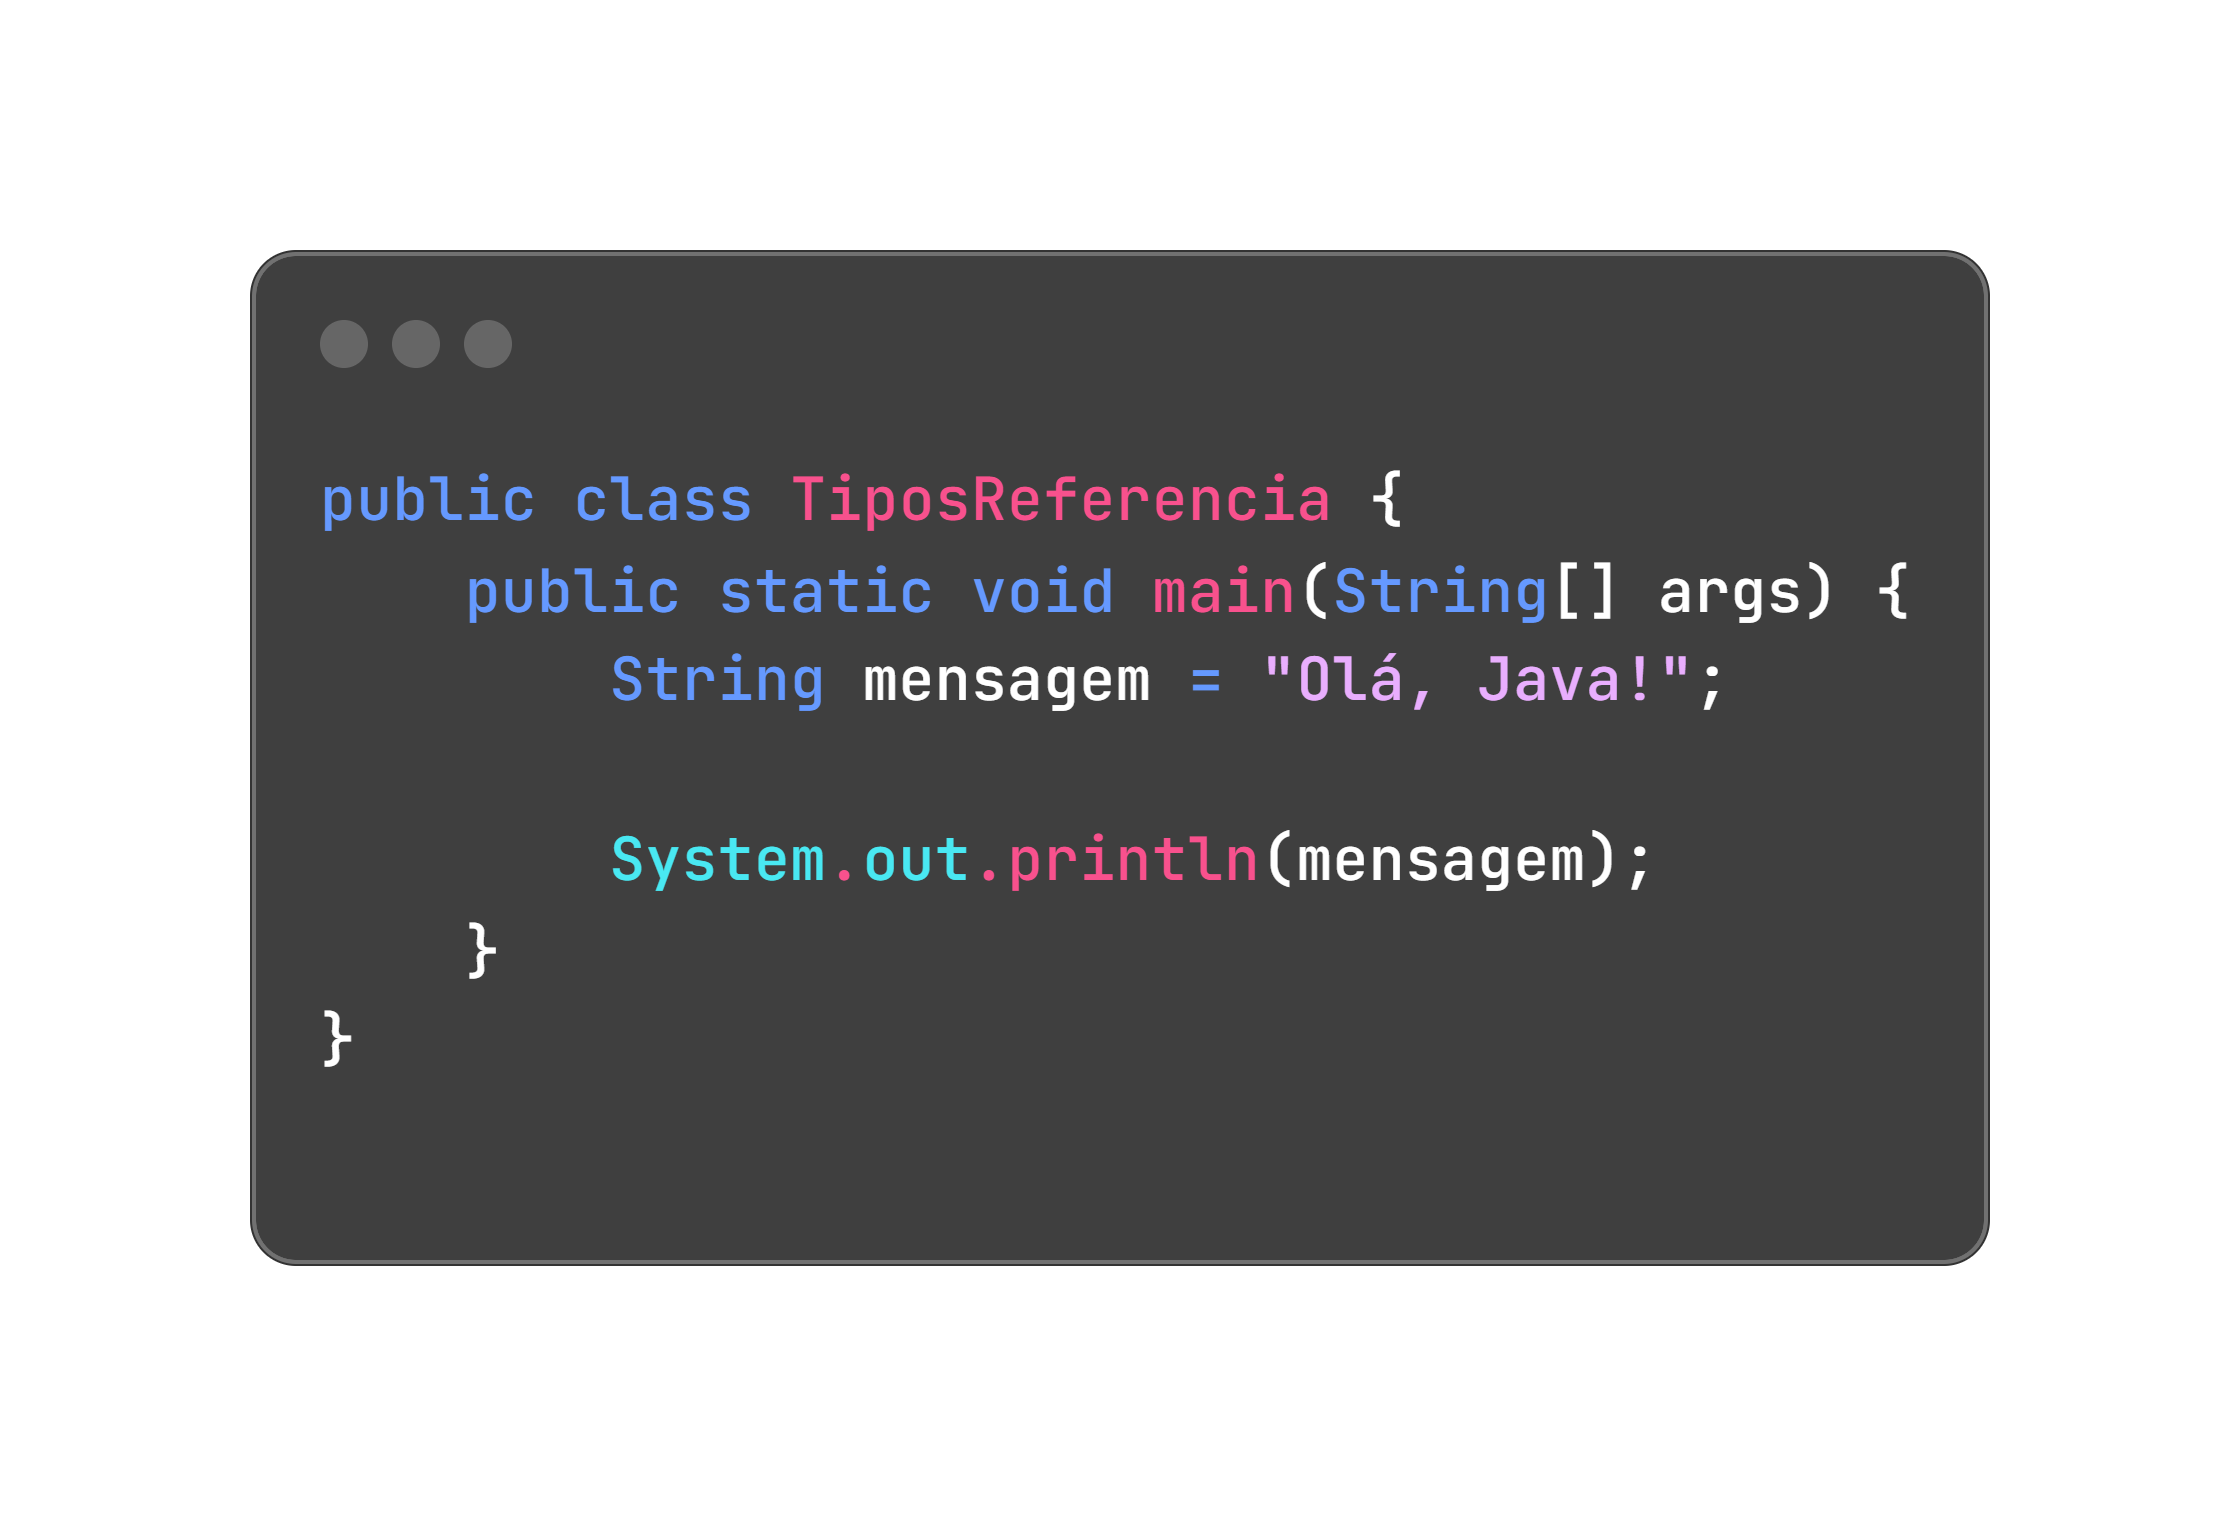 public class TiposReferencia {
    public static void main(String[] args) {
        String mensagem = "Olá, Java!";

        System.out.println(mensagem);
    }
}